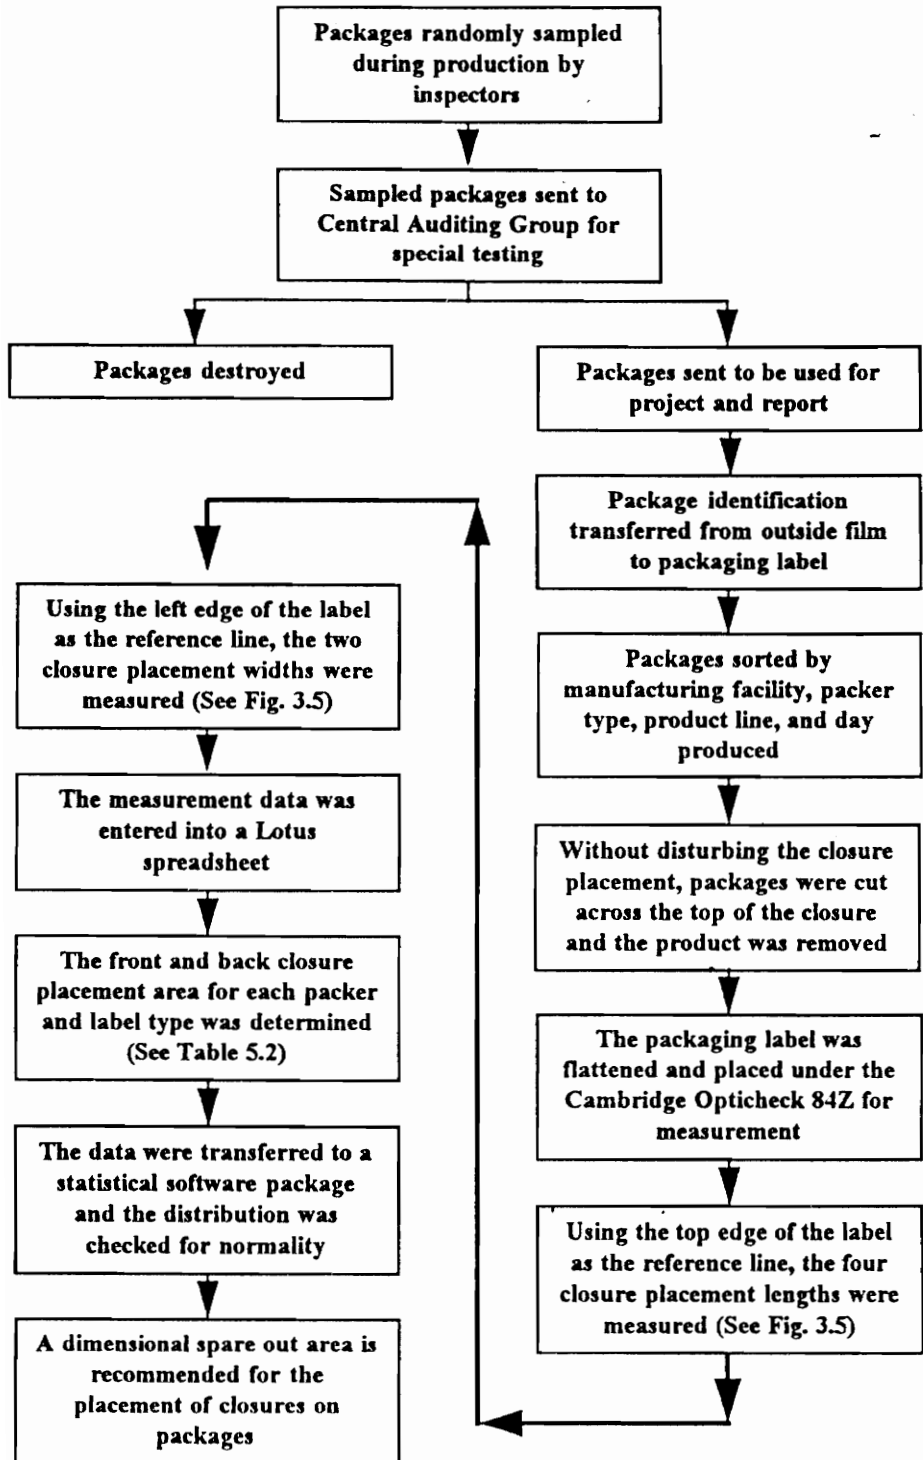 Packages randomly sampled
during production by
inspectors
Sampled packages sent to
Central Auditing Group for
special testing
Packages destroyed
Packages sent to be used for
project and report
Package identification
transferred from outside film
to packaging label
Packages sorted by
manufacturing facility, packer
type, product line, and day
produced
Without disturbing the closure
placement, packages were cut
across the top of the closure
and the product was removed
The packaging label was
flattened and placed under the
Cambridge Opticheck 84Z for
measurement
Using the top edge of the label
as the reference line, the four
closure placement lengths were
measured (See Fig. 3.5)
Using the left edge of the label
as the reference line, the two
closure placement widths were
measured (See Fig. 3.5)
The measurement data was
entered into a Lotus
spreadsheet
The front and back closure
placement area for each packer
and label type was determined
(See Table 5.2)
The data were transferred to a
statistical software package
and the distribution was
checked for normality
A dimensional spare out area is
recommended for the
placement of closures on
packages